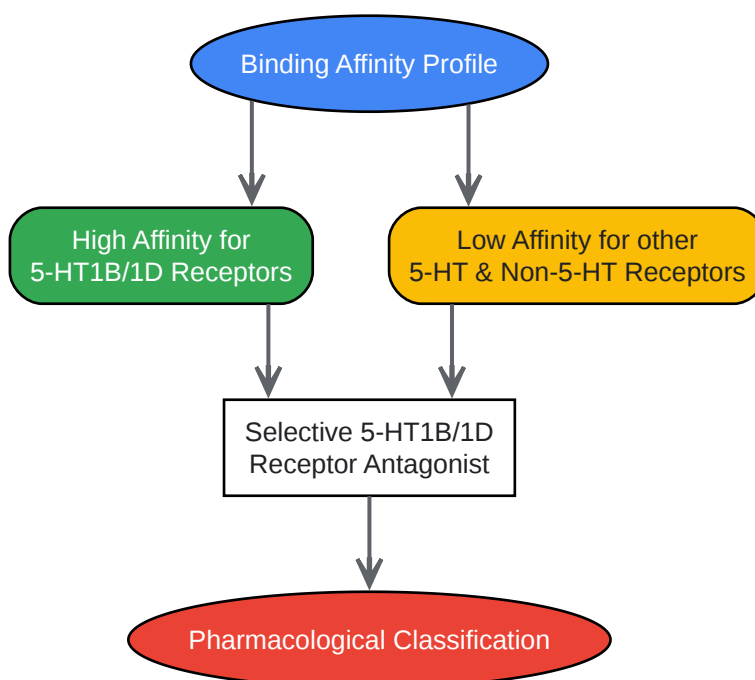 Binding Affinity Profile
High Affinity for
5-HT1B/1D Receptors
Low Affinity for other
5-HT & Non-5-HT Receptors
Selective 5-HT1B/1D
Receptor Antagonist
Pharmacological Classification